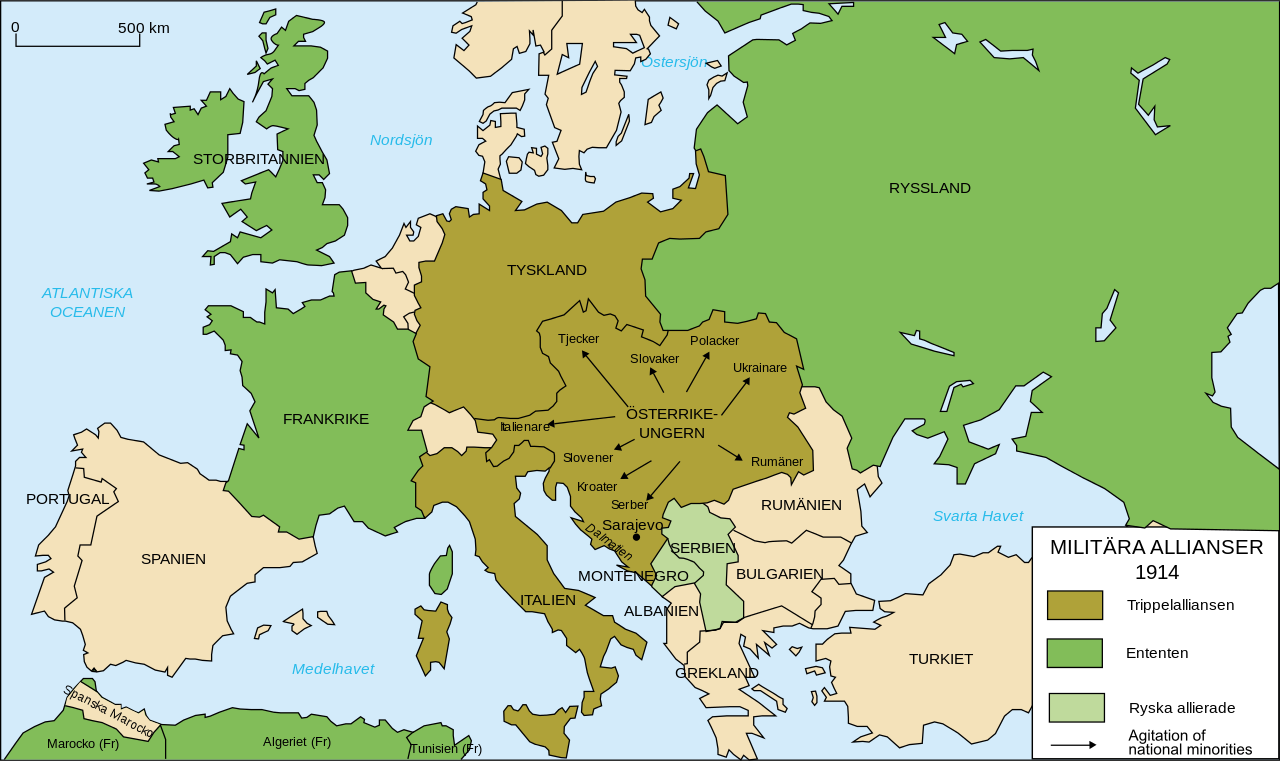 0 500 km
Östersjön
Nordsjön
STORBRITANNIEN
RYSSLAND
TYSKLAND
ATLANTISKA
OCEANEN
Tjecker
Polacker
Slovaker
Ukrainare
FRANKRIKE
ÖSTERRIKE-
UNGERN
Italienare
Slovener
Rumäner
Kroater
Serber
PORTUGAL
RUMÄNIEN
Svarta Havet
Sarajevo
Dalmatien
SERBIEN
SPANIEN
MONTENEGRO
BULGARIEN
ITALIEN
ALBANIEN
Medelhavet
GREKLAND
TURKIET
Spanska Marocko
Marocko (Fr)
Algeriet (Fr)
Tunisien (Fr)
MILITÄRA ALLIANSER
1914
Trippelalliansen
Ententen
Ryska allierade
Agitation of
national minorities